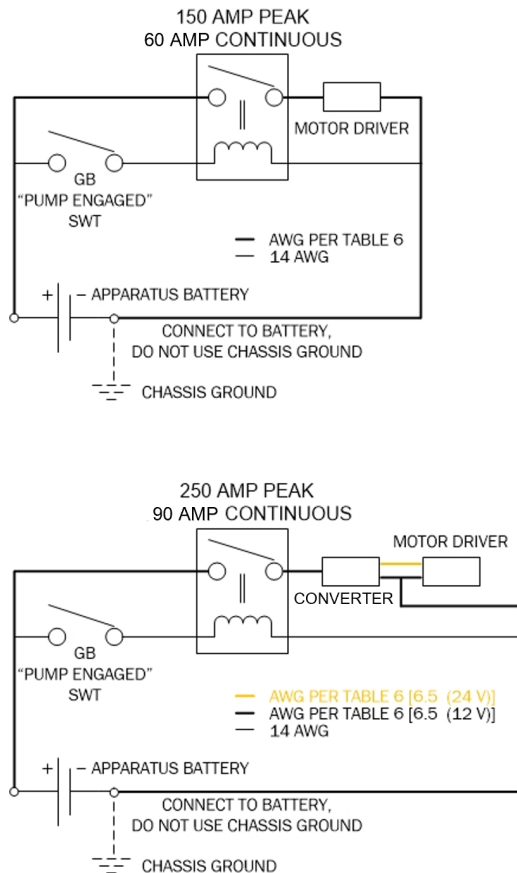 150 AMP PEAK
60 AMP CONTINUOUS
MOTOR DRIVER
GB
“PUMP ENGAGED”
SWT
AWG PER TABLE 6
14 AWG
+ – APPARATUS BATTERY
CONNECT TO BATTERY,
DO NOT USE CHASSIS GROUND
CHASSIS GROUND
250 AMP PEAK
90 AMP CONTINUOUS
MOTOR DRIVER
CONVERTER
GB
“PUMP ENGAGED”
SWT
AWG PER TABLE 6 [6.5 (24 V)]
AWG PER TABLE 6 [6.5 (12 V)]
14 AWG
+ – APPARATUS BATTERY
CONNECT TO BATTERY,
DO NOT USE CHASSIS GROUND
CHASSIS GROUND